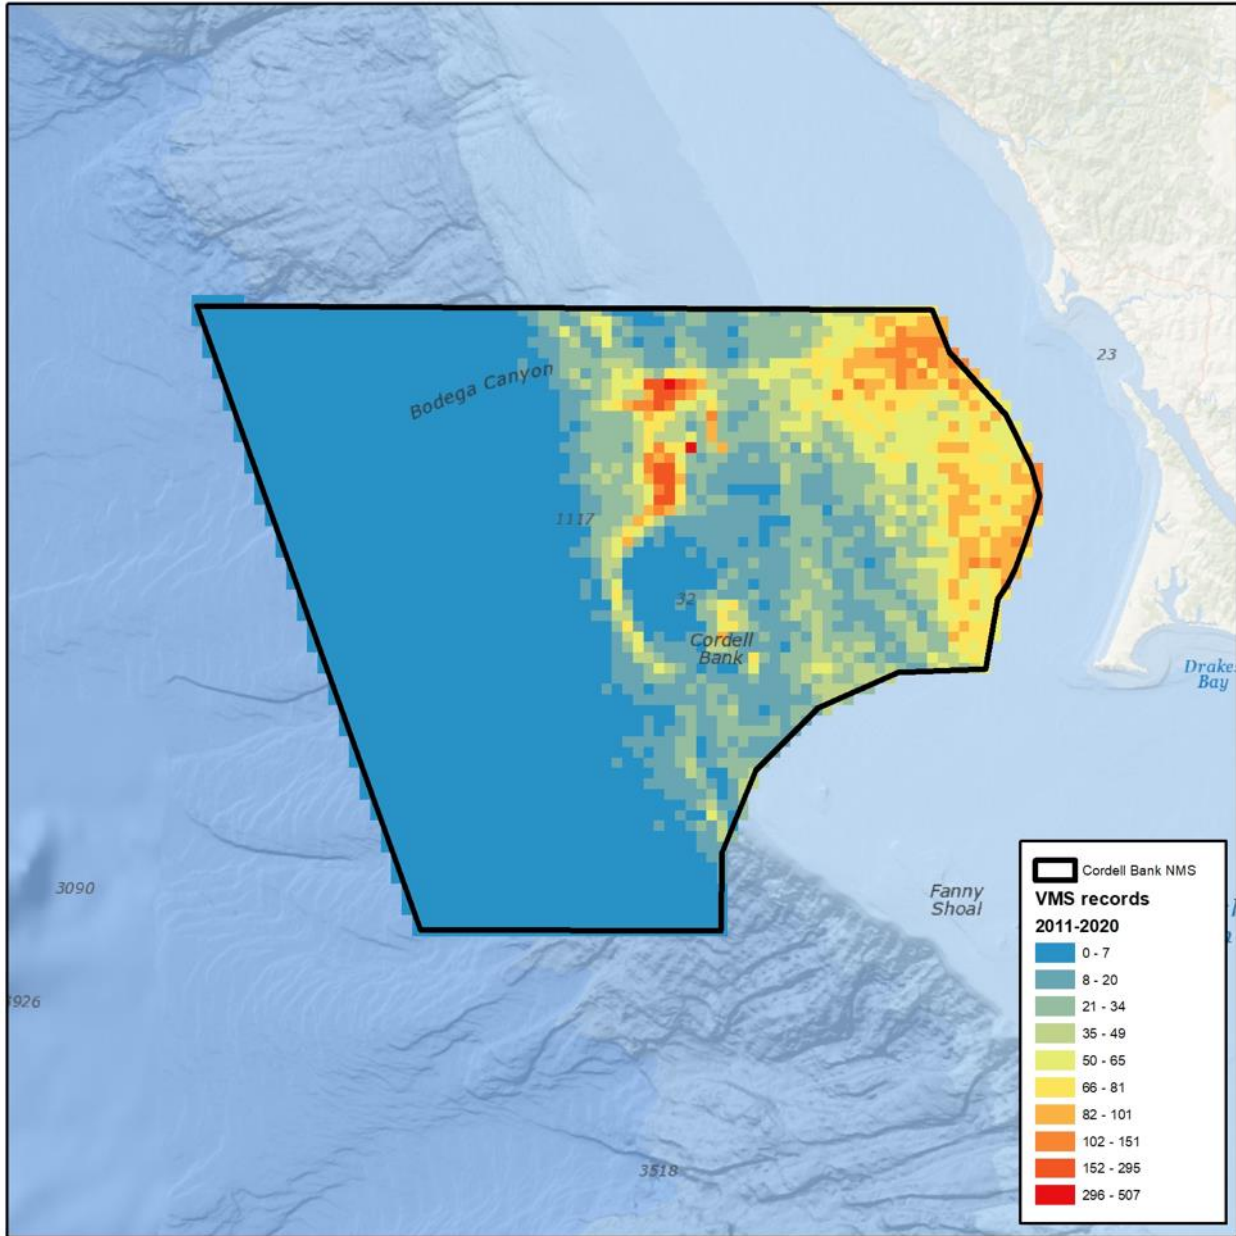 Bodega Canyon
23
1117
32
Cordell
Bank
Drakes
Bay
3090
Fanny
Shoal
3926
3518
Cordell Bank NMS
VMS records
2011-2020
0 - 7
8 - 20
21 - 34
35 - 49
50 - 65
66 - 81
82 - 101
102 - 151
152 - 295
296 - 507